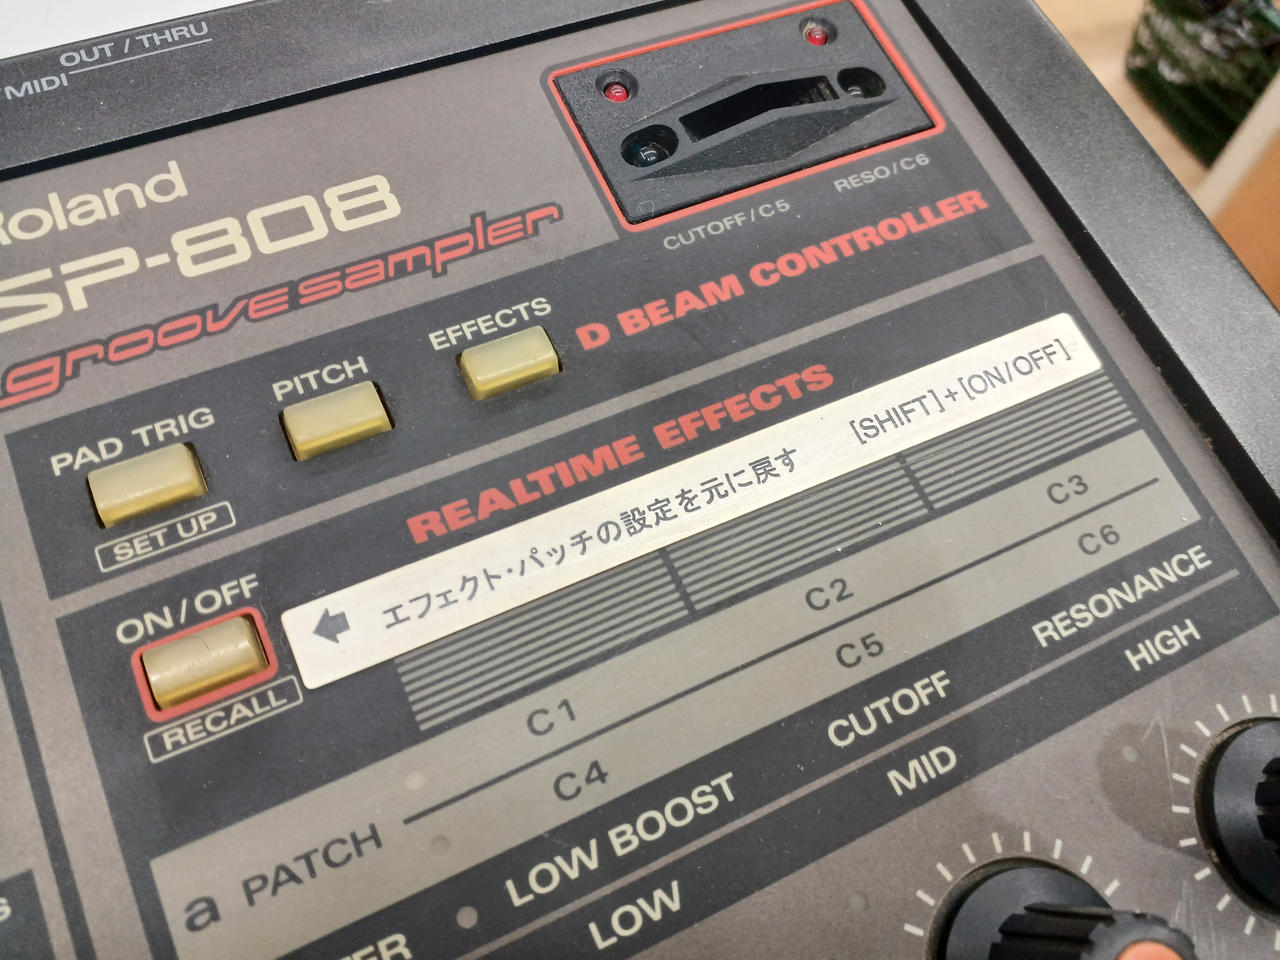 OUT / THRU
MIDI
Roland
SP-808
groove sampler
RESO/C6
CUTOFF/C5
D BEAM CONTROLLER
EFFECTS
PITCH
PAD TRIG
SET UP
REALTIME EFFECTS
[SHIFT]+[ON/OFF]
エフェクト・パッチの設定を元に戻す
ON/OFF
RECALL
C1
C2
C3
C4
C5
C6
a PATCH
LOW BOOST
CUTOFF
RESONANCE
LOW
MID
HIGH